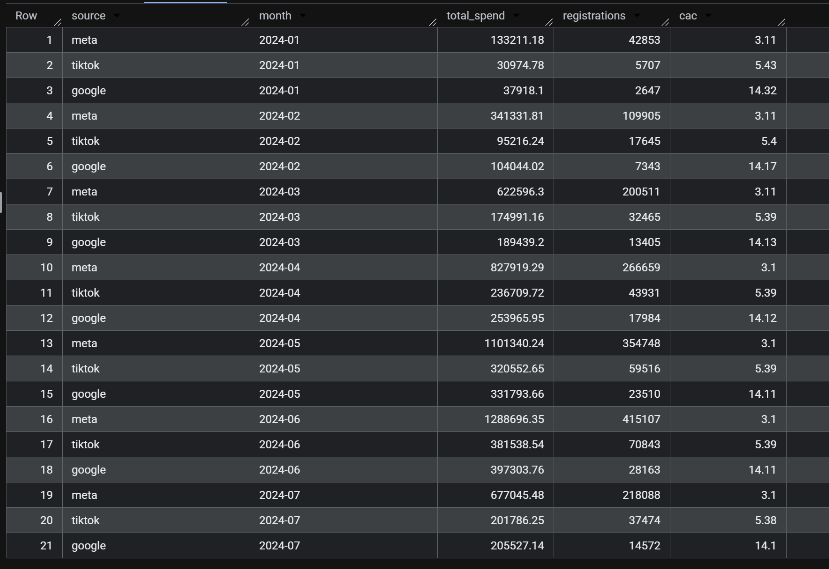 Row source month total_spend registrations cac
1 meta 2024-01 133211.18 42853 3.11
2 tiktok 2024-01 30974.78 5707 5.43
3 google 2024-01 37918.1 2647 14.32
4 meta 2024-02 341331.81 109905 3.11
5 tiktok 2024-02 95216.24 17645 5.4
6 google 2024-02 104044.02 7343 14.17
7 meta 2024-03 622596.3 200511 3.11
8 tiktok 2024-03 174991.16 32465 5.39
9 google 2024-03 189439.2 13405 14.13
10 meta 2024-04 827919.29 266659 3.1
11 tiktok 2024-04 236709.72 43931 5.39
12 google 2024-04 253965.95 17984 14.12
13 meta 2024-05 1101340.24 354748 3.1
14 tiktok 2024-05 320552.65 59516 5.39
15 google 2024-05 331793.66 23510 14.11
16 meta 2024-06 1288696.35 415107 3.1
17 tiktok 2024-06 381538.54 70843 5.39
18 google 2024-06 397303.76 28163 14.11
19 meta 2024-07 677045.48 218088 3.1
20 tiktok 2024-07 201786.25 37474 5.38
21 google 2024-07 205527.14 14572 14.1